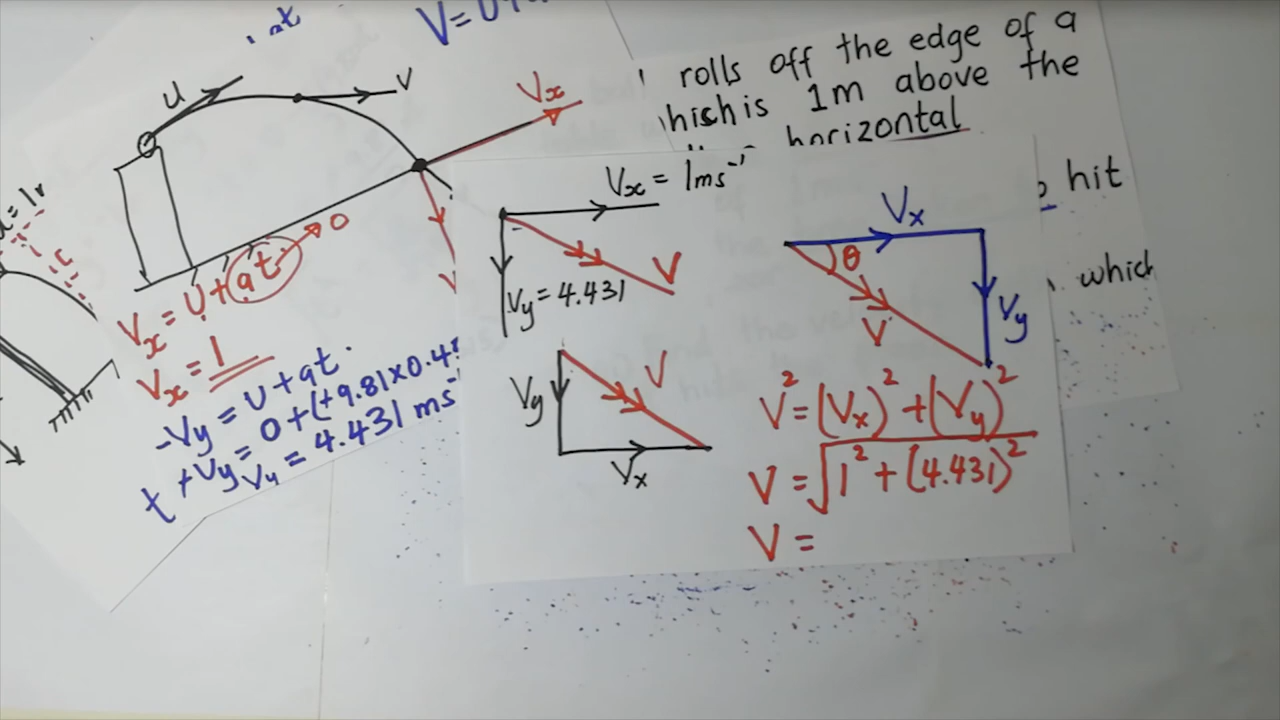 V = U +
rolls off the edge of a
is 1m above the
horizontal
hit
which
U
V
Vx
Vx = U + at → 0
Vx = 1
-Vy = U + at
+Vy = 0 + (+9.81 × 0.4
Vy = 4.431 ms⁻
Vx = 1ms⁻¹
V
Vy = 4.431
Vy
V
Vx
Vx
θ
V
Vy
V² = (Vx)² + (Vy)²
V = √1² + (4.431)²
V =